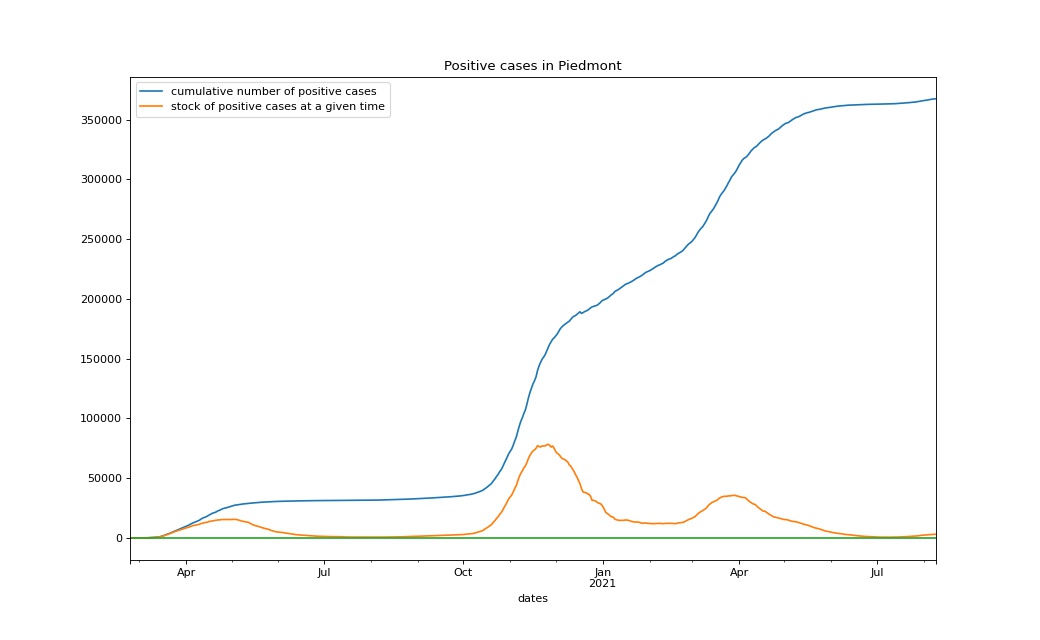 Positive cases in Piedmont
cumulative number of positive cases
stock of positive cases at a given time
350000
300000
250000
200000
150000
100000
50000
0
Apr Jul Oct Jan Apr Jul
2021
dates